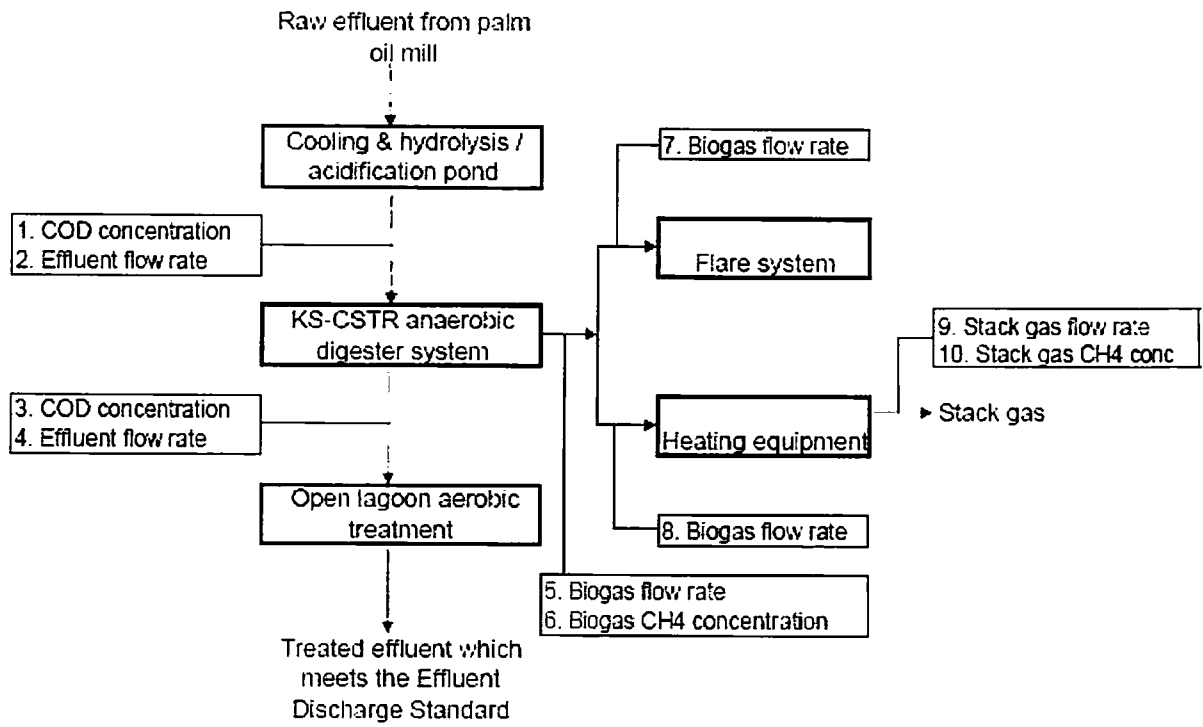 Raw effluent from palm
oil mill
Cooling & hydrolysis /
acidification pond
7. Biogas flow rate
1. COD concentration
2. Effluent flow rate
Flare system
KS-CSTR anaerobic
digester system
9. Stack gas flow rate
10. Stack gas CH4 conc
3. COD concentration
4. Effluent flow rate
Heating equipment
Stack gas
Open lagoon aerobic
treatment
8. Biogas flow rate
5. Biogas flow rate
6. Biogas CH4 concentration
Treated effluent which
meets the Effluent
Discharge Standard